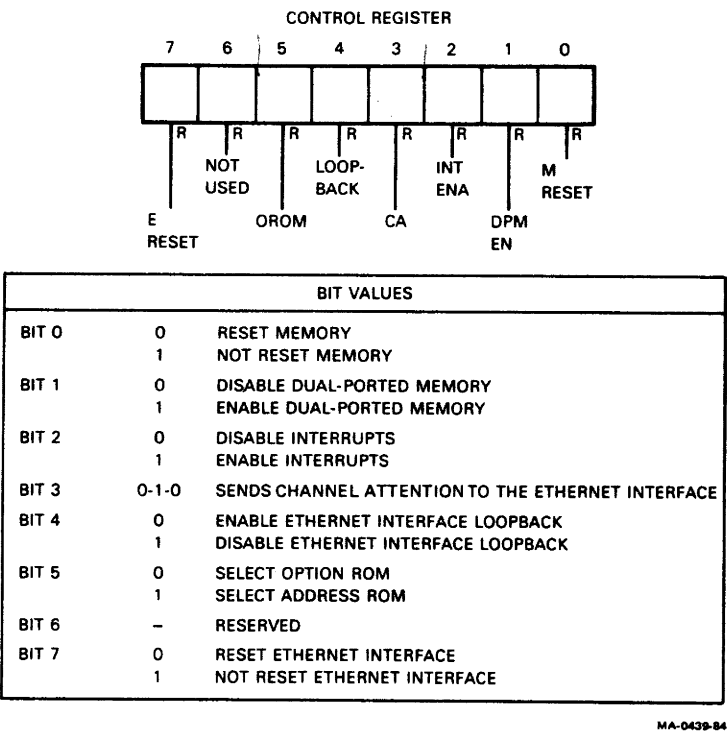 CONTROL REGISTER
7 6 5 4 3 2 1 0
R R R R R R R R
NOT USED
LOOP-
BACK
INT
ENA
M
RESET
E
RESET
OROM
CA
DPM
EN
BIT VALUES
BIT 0 0 RESET MEMORY
1 NOT RESET MEMORY
BIT 1 0 DISABLE DUAL-PORTED MEMORY
1 ENABLE DUAL-PORTED MEMORY
BIT 2 0 DISABLE INTERRUPTS
1 ENABLE INTERRUPTS
BIT 3 0-1-0 SENDS CHANNEL ATTENTION TO THE ETHERNET INTERFACE
BIT 4 0 ENABLE ETHERNET INTERFACE LOOPBACK
1 DISABLE ETHERNET INTERFACE LOOPBACK
BIT 5 0 SELECT OPTION ROM
1 SELECT ADDRESS ROM
BIT 6 – RESERVED
BIT 7 0 RESET ETHERNET INTERFACE
1 NOT RESET ETHERNET INTERFACE
MA-0439-84